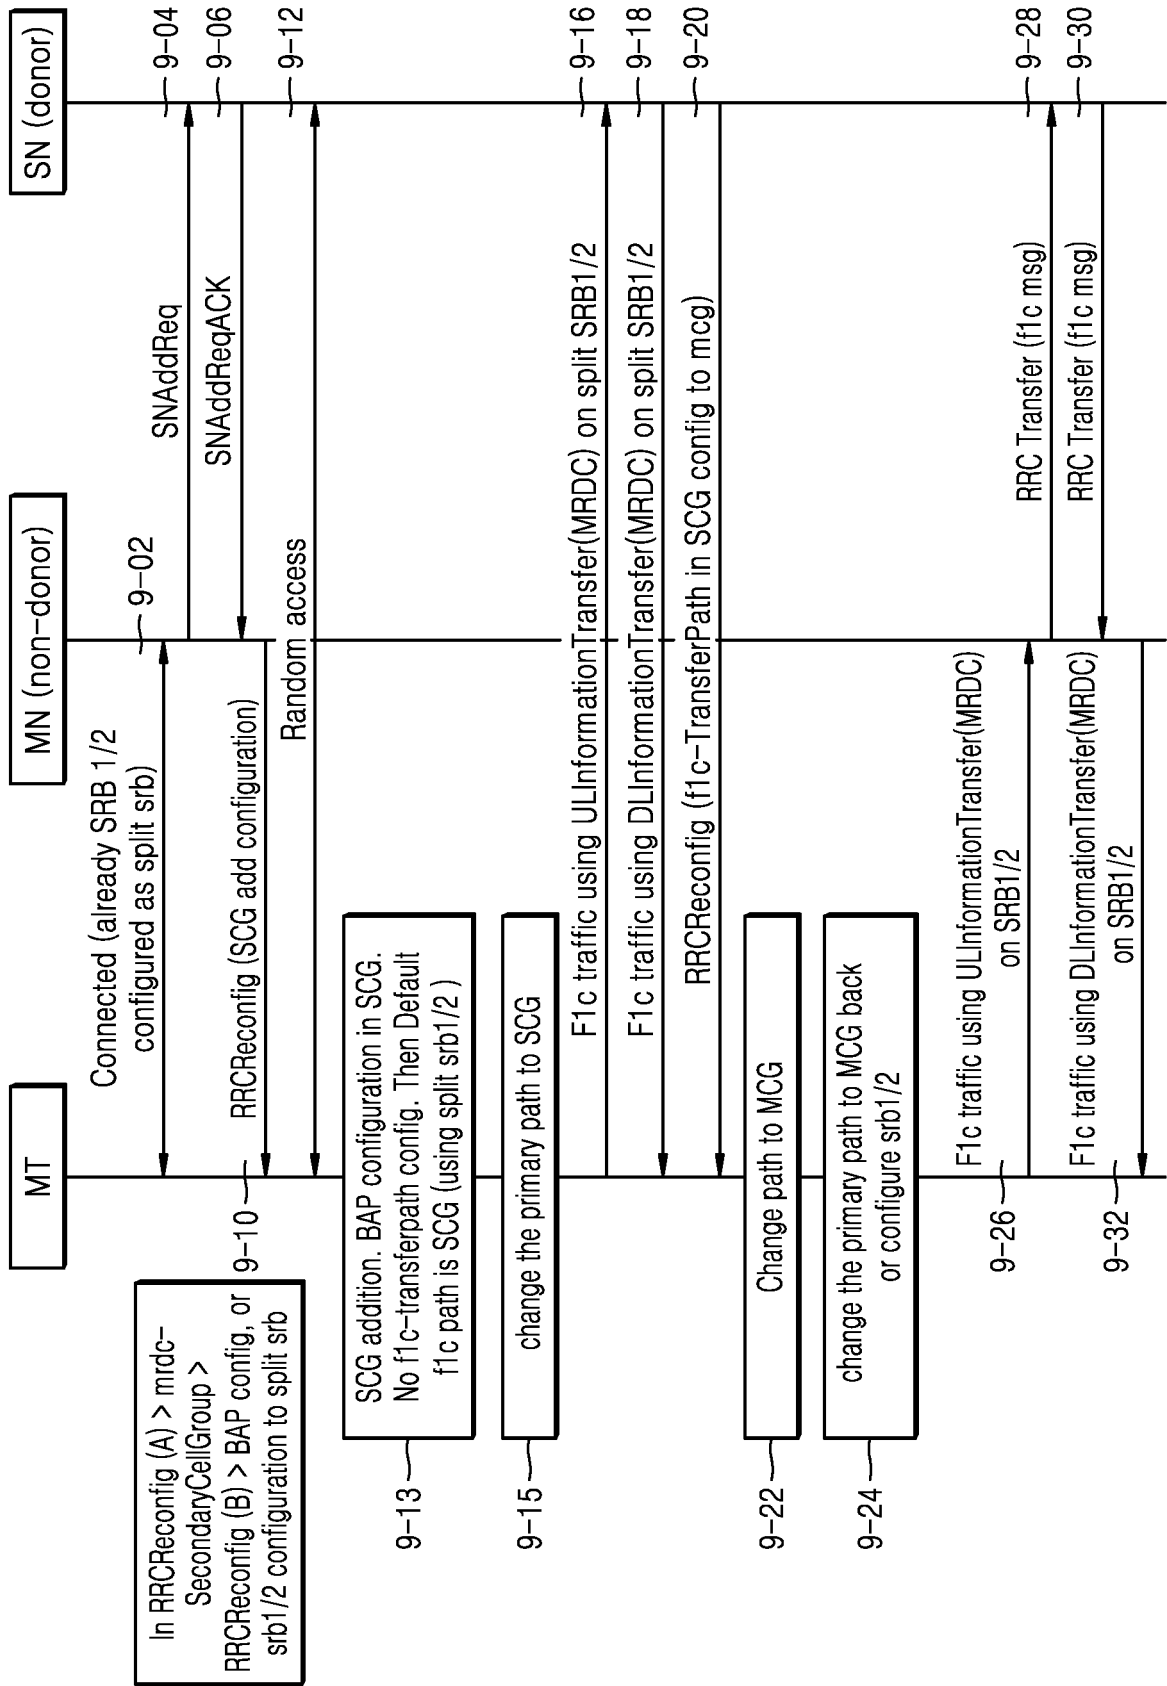 MT
MN (non-donor)
SN (donor)
Connected (already SRB 1/2
configured as split srb)
9-02
SNAddReq
9-04
SNAddReqACK
9-06
In RRCReconfig (A) > mrdc-
SecondaryCellGroup >
RRCReconfig (B) > BAP config, or
srb1/2 configuration to split srb
9-10
RRCReconfig (SCG add configuration)
Random access
9-12
SCG addition. BAP configuration in SCG.
No f1c-transferpath config. Then Default
f1c path is SCG (using split srb1/2 )
9-13
change the primary path to SCG
9-15
F1c traffic using ULInformationTransfer(MRDC) on split SRB1/2
9-16
F1c traffic using DLInformationTransfer(MRDC) on split SRB1/2
9-18
RRCReconfig (f1c-TransferPath in SCG config to mcg)
9-20
Change path to MCG
9-22
change the primary path to MCG back
or configure srb1/2
9-24
F1c traffic using ULInformationTransfer(MRDC)
on SRB1/2
9-26
RRC Transfer (f1c msg)
9-28
RRC Transfer (f1c msg)
9-30
F1c traffic using DLInformationTransfer(MRDC)
on SRB1/2
9-32